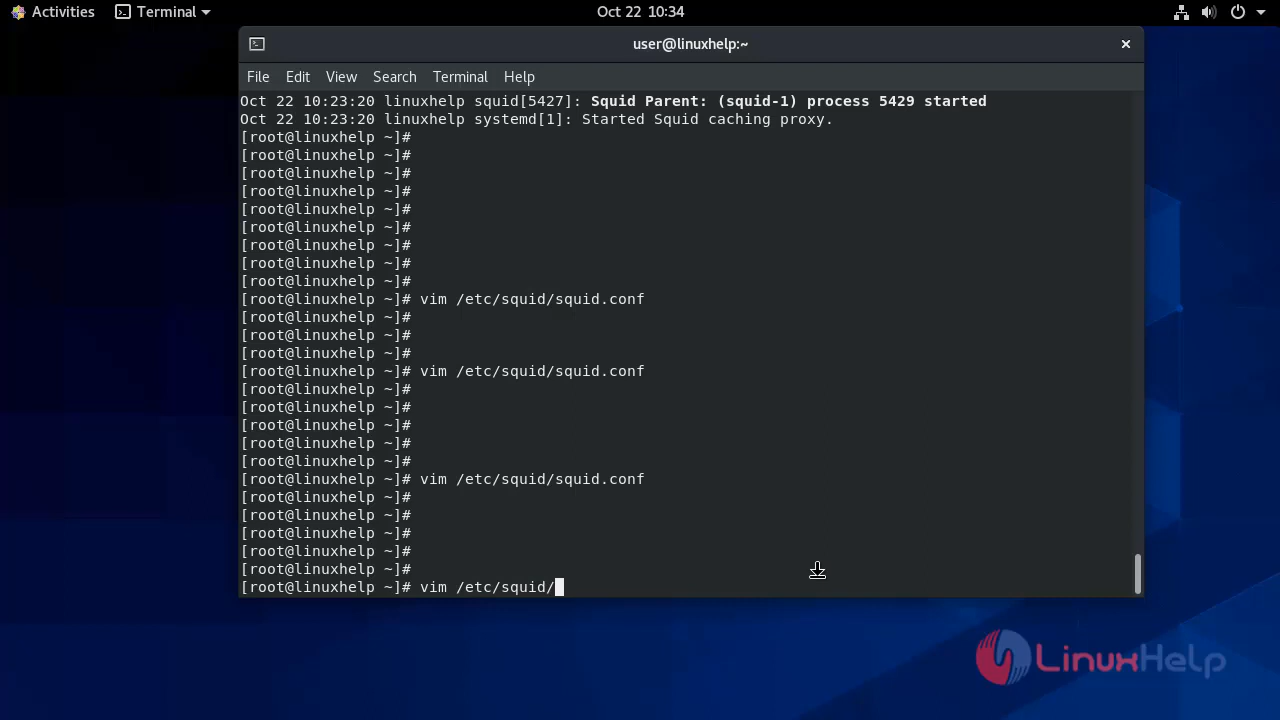 Activities Terminal Oct 22 10:34
user@linuxhelp:~
File Edit View Search Terminal Help
Oct 22 10:23:20 linuxhelp squid[5427]: Squid Parent: (squid-1) process 5429 started
Oct 22 10:23:20 linuxhelp systemd[1]: Started Squid caching proxy.
[root@linuxhelp ~]#
[root@linuxhelp ~]#
[root@linuxhelp ~]#
[root@linuxhelp ~]#
[root@linuxhelp ~]#
[root@linuxhelp ~]#
[root@linuxhelp ~]#
[root@linuxhelp ~]#
[root@linuxhelp ~]#
[root@linuxhelp ~]# vim /etc/squid/squid.conf
[root@linuxhelp ~]#
[root@linuxhelp ~]#
[root@linuxhelp ~]#
[root@linuxhelp ~]# vim /etc/squid/squid.conf
[root@linuxhelp ~]#
[root@linuxhelp ~]#
[root@linuxhelp ~]#
[root@linuxhelp ~]#
[root@linuxhelp ~]#
[root@linuxhelp ~]# vim /etc/squid/squid.conf
[root@linuxhelp ~]#
[root@linuxhelp ~]#
[root@linuxhelp ~]#
[root@linuxhelp ~]#
[root@linuxhelp ~]#
[root@linuxhelp ~]# vim /etc/squid/
LinuxHelp